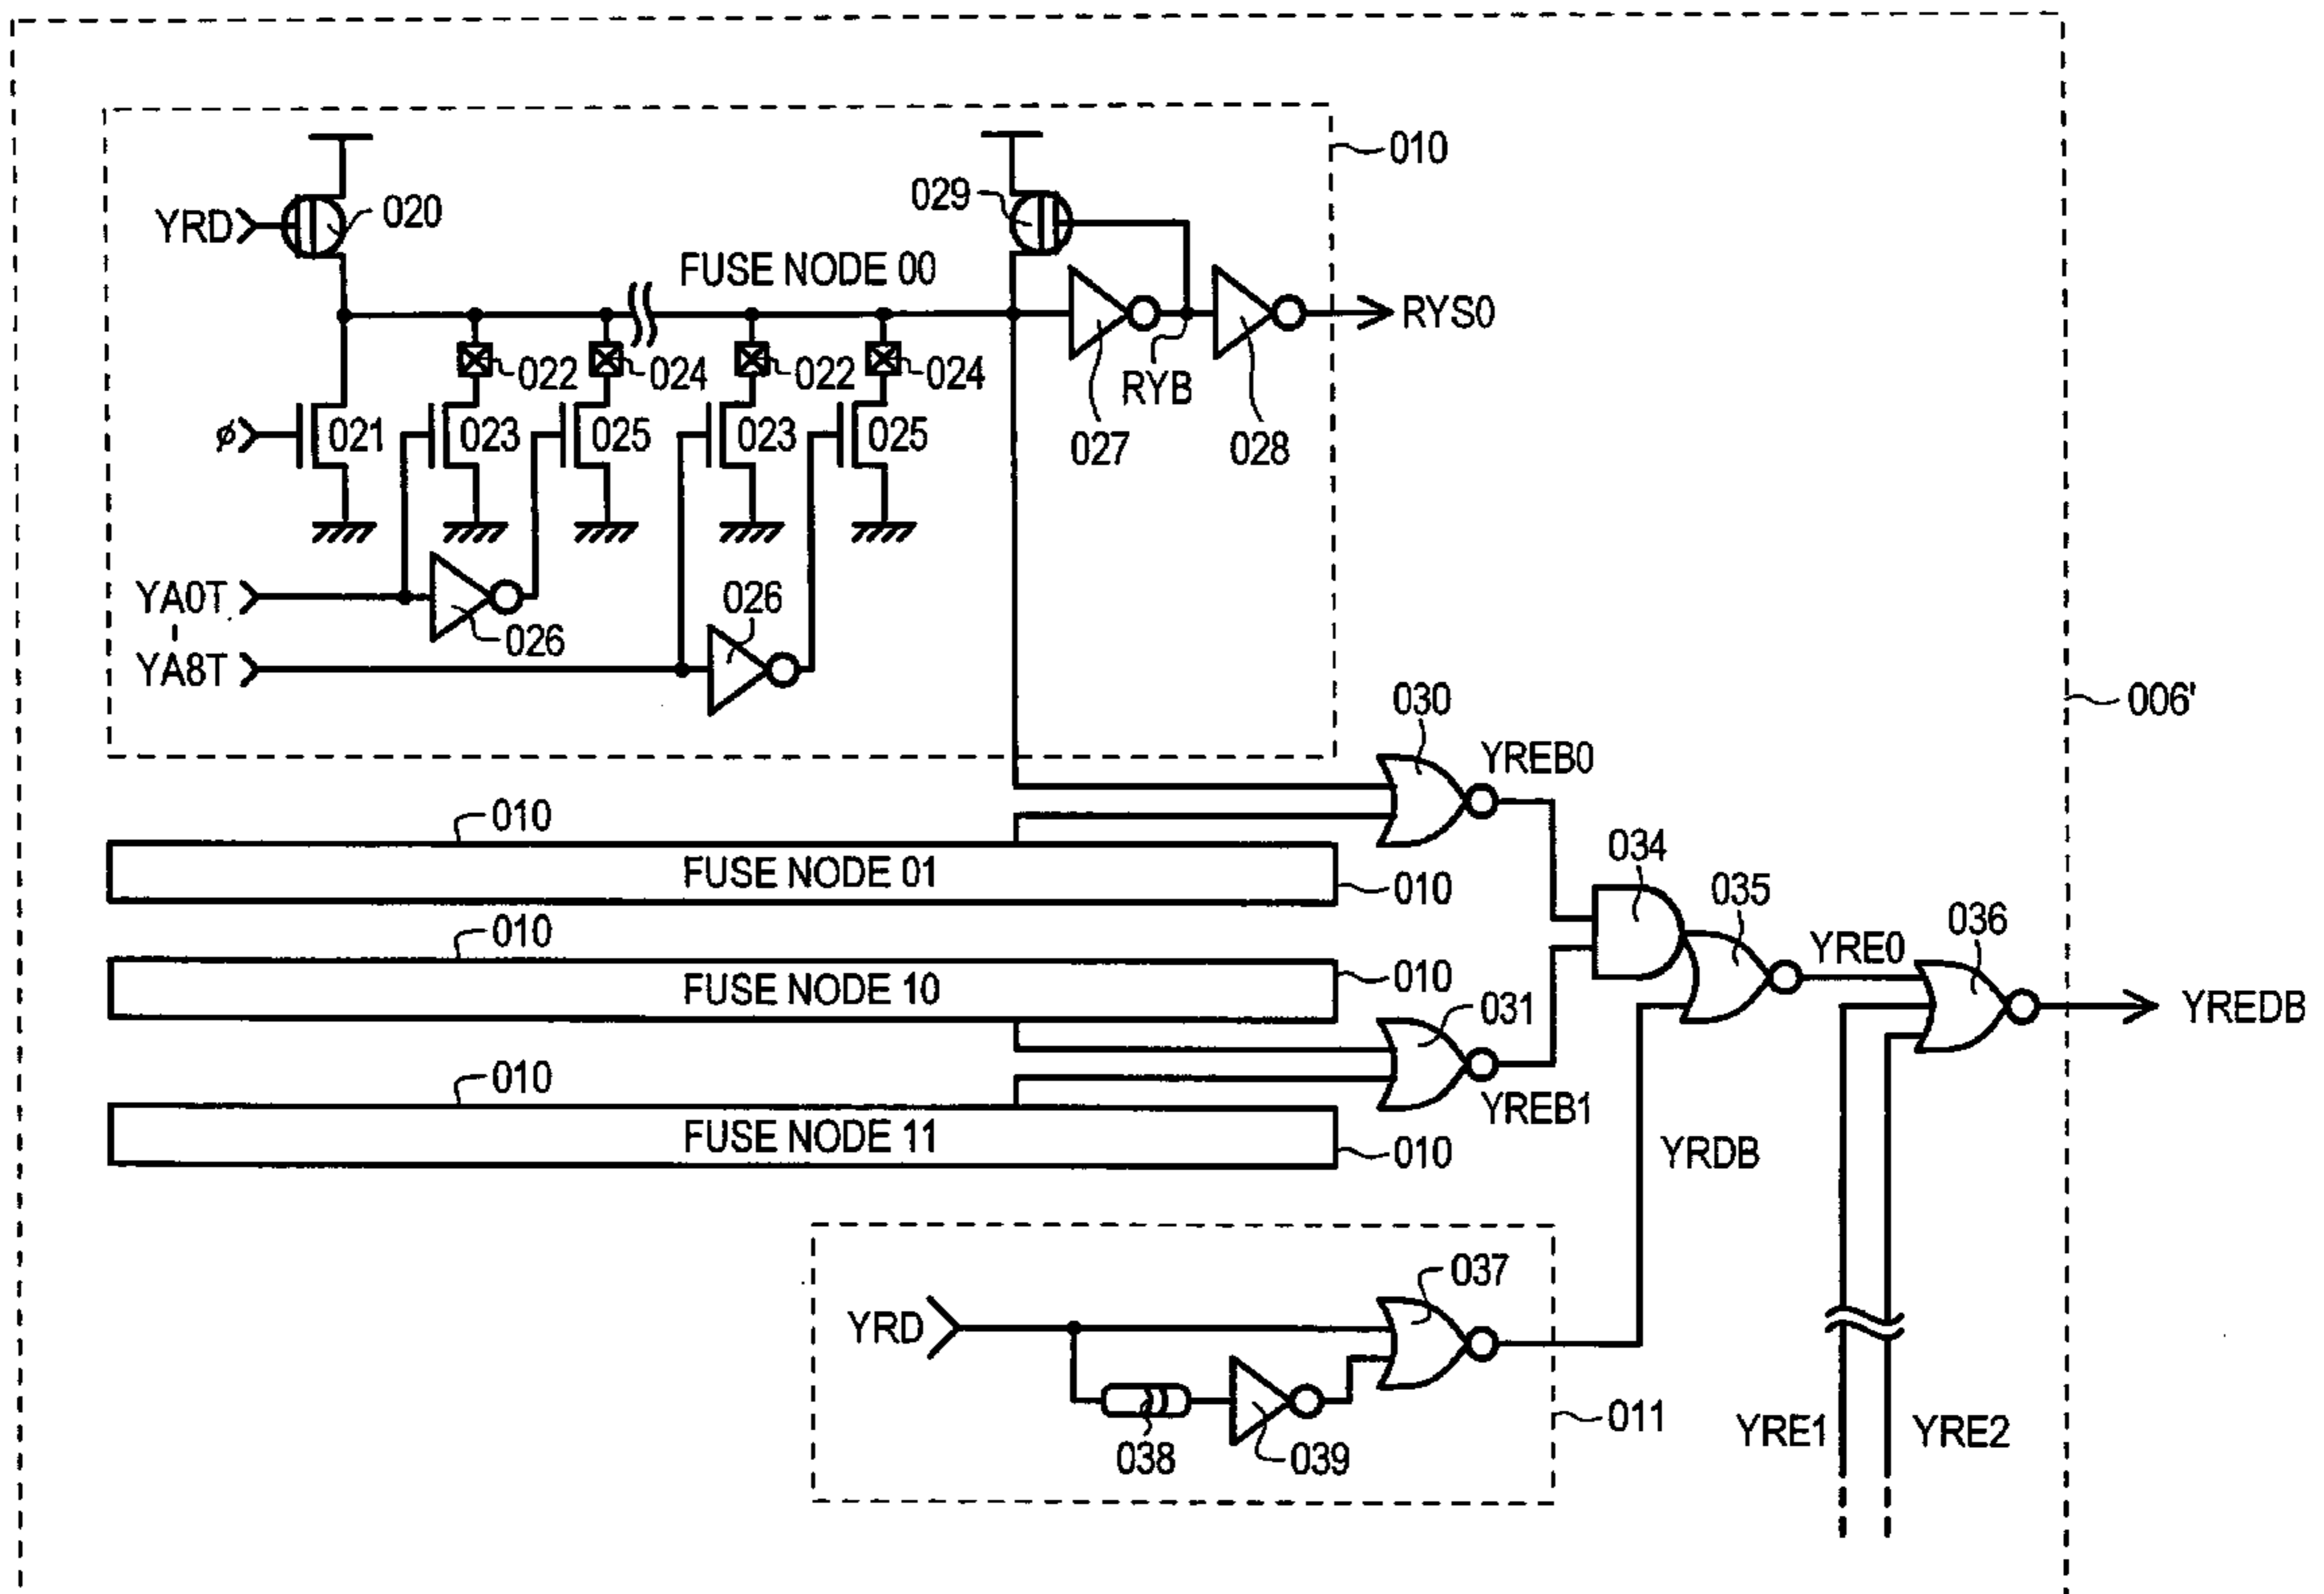 010
029
020
YRD
FUSE NODE 00
RYS0
022
024
022
024
RYB
ø
021
023
025
023
025
027
028
YA0T
026
026
YA8T
006'
030
YREB0
010
034
FUSE NODE 01
010
035
010
YRE0
036
FUSE NODE 10
010
031
YREDB
010
YREB1
FUSE NODE 11
010
YRDB
037
YRD
011
YRE1
YRE2
038
039